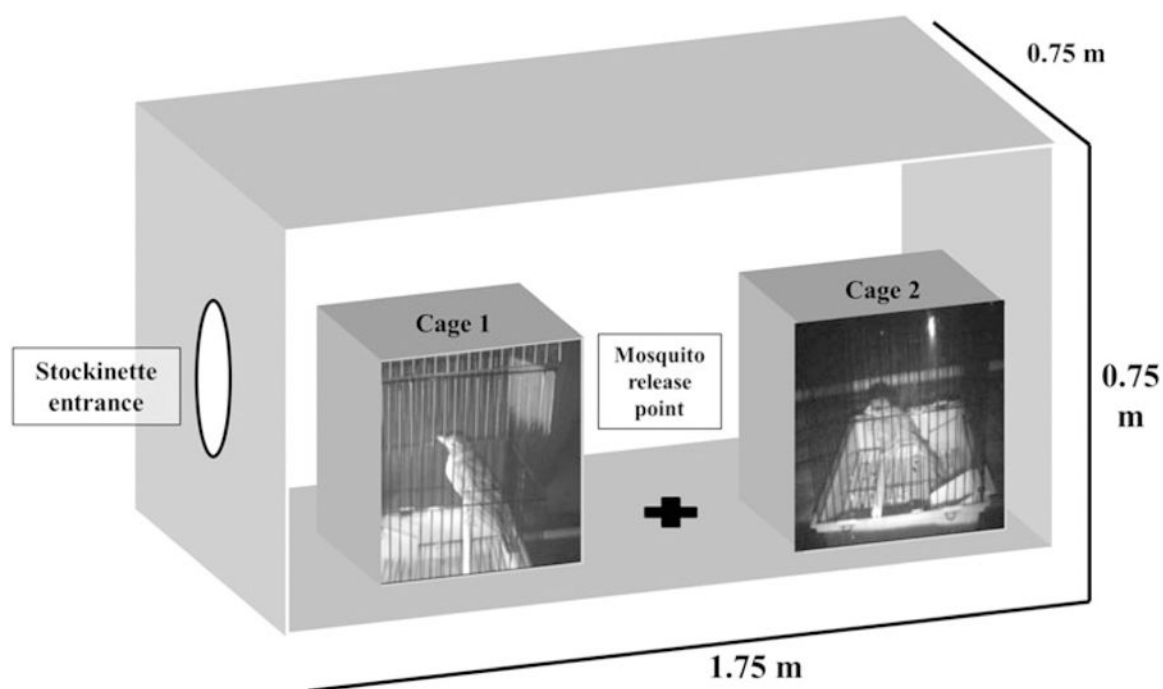 0.75 m
Cage 1
Cage 2
Stockinette
entrance
Mosquito
release
point
0.75
m
1.75 m